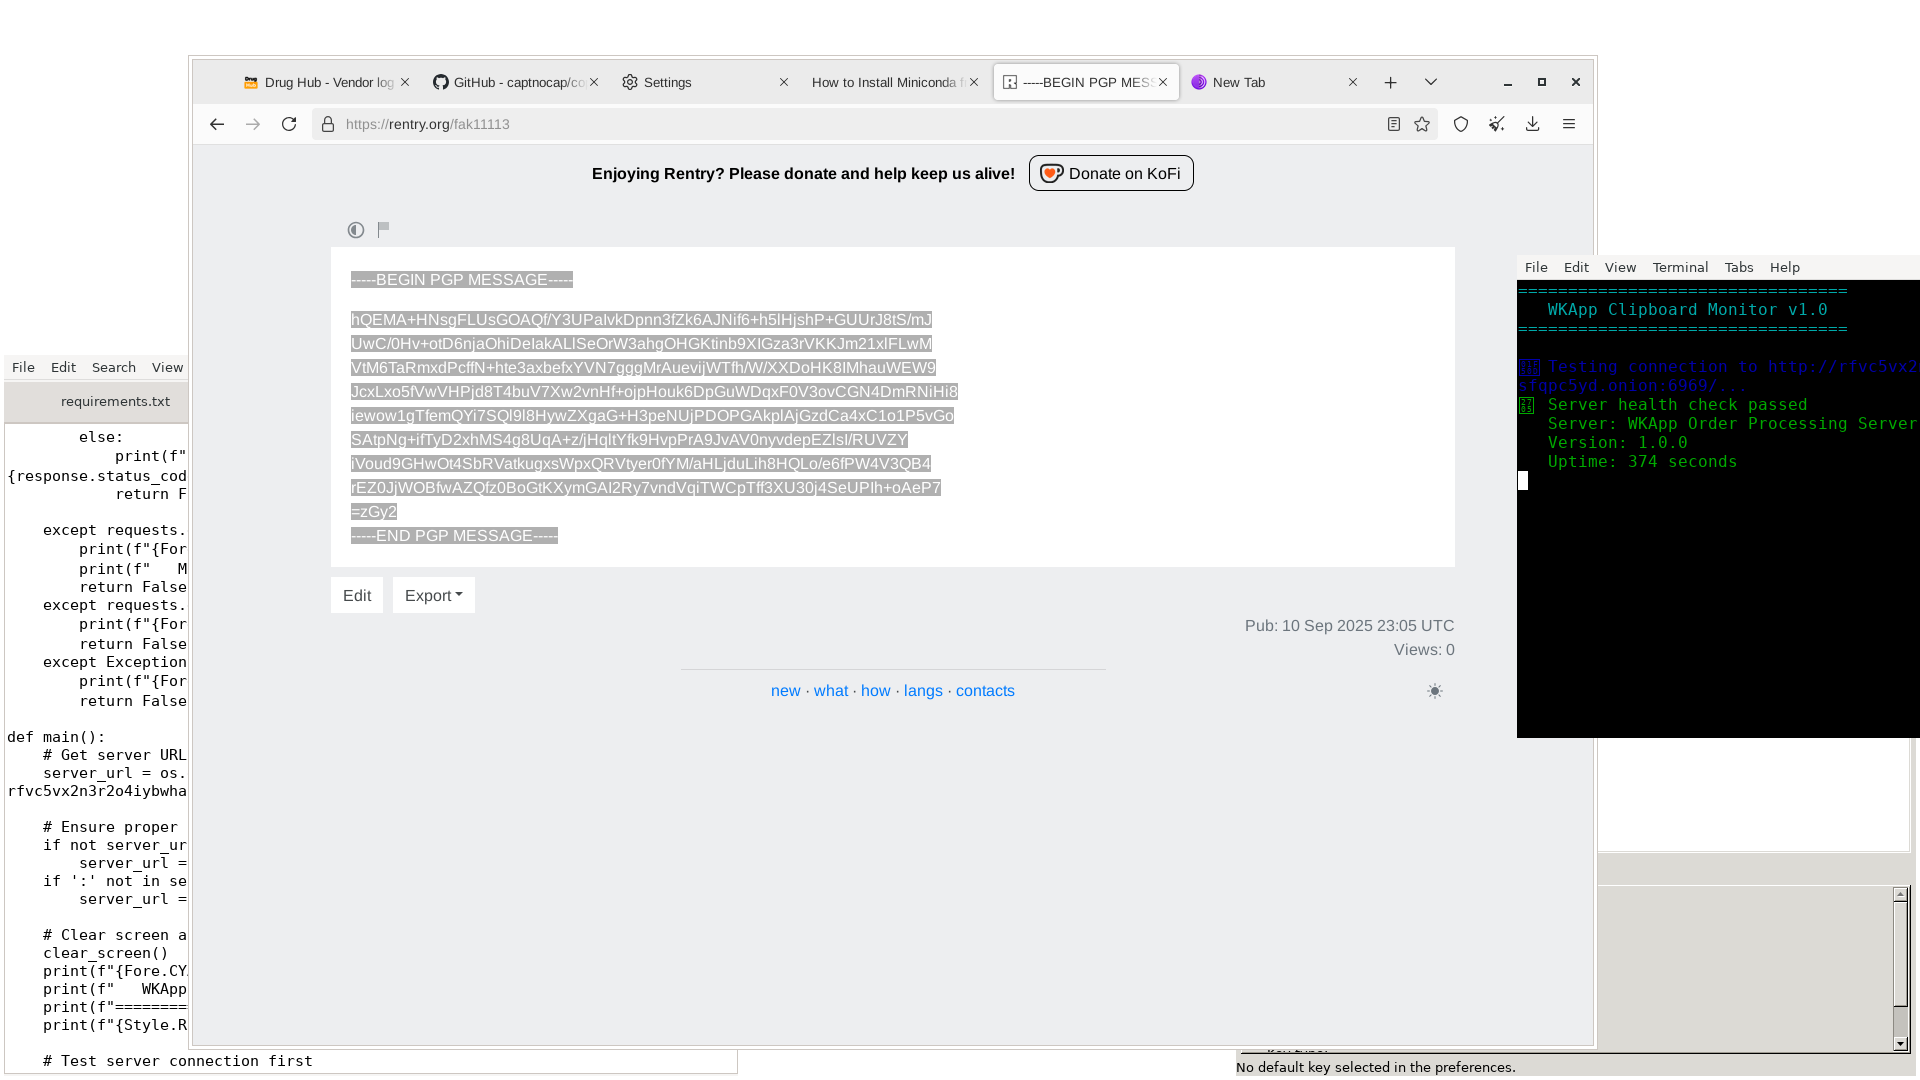 Drug Hub - Vendor log
GitHub - captnocap/co
Settings
How to Install Miniconda f
-----BEGIN PGP MESS
New Tab
https://rentry.org/fak11113
Enjoying Rentry? Please donate and help keep us alive!
Donate on KoFi
-----BEGIN PGP MESSAGE-----
hQEMA+HNsgFLUsGOAQf/Y3UPaIvkDpnn3fZk6AJNif6+h5lHjshP+GUUrJ8tS/mJ
UwC/0Hv+otD6njaOhiDeIakALlSeOrW3ahgOHGKtinb9XIGza3rVKKJm21xIFLwM
VtM6TaRmxdPcffN+hte3axbefxYVN7gggMrAuevijWTfh/W/XXDoHK8IMhauWEW9
JcxLxo5fVwVHPjd8T4buV7Xw2vnHf+ojpHouk6DpGuWDqxF0V3ovCGN4DmRNiHi8
iewow1gTfemQYi7SQI9l8HywZXgaG+H3peNUjPDOPGAkplAjGzdCa4xC1o1P5vGo
SAtpNg+ifTyD2xhMS4g8UqA+z/jHqltYfk9HvpPrA9JvAV0nyvdepEZlsI/RUVZY
iVoud9GHwOt4SbRVatkugxsWpxQRVtyer0fYM/aHLjduLih8HQLo/e6fPW4V3QB4
rEZ0JjWOBfwAZQfz0BoGtKXymGAI2Ry7vndVqiTWCpTff3XU30j4SeUPIh+oAeP7
=zGy2
-----END PGP MESSAGE-----
Edit
Export
Pub: 10 Sep 2025 23:05 UTC
Views: 0
new · what · how · langs · contacts
File Edit View Terminal Tabs Help
=================================
WKApp Clipboard Monitor v1.0
=================================
Testing connection to http://rfvc5vx2
sfqpc5yd.onion:6969/...
Server health check passed
Server: WKApp Order Processing Server
Version: 1.0.0
Uptime: 374 seconds
File Edit Search View
requirements.txt
else:
print(f"
{response.status_cod
return F
except requests.
print(f"{For
print(f"   M
return False
except requests.
print(f"{For
return False
except Exception
print(f"{For
return False
def main():
# Get server URL
server_url = os.
rfvc5vx2n3r2o4iybwha
# Ensure proper
if not server_ur
server_url =
if ':' not in se
server_url =
# Clear screen a
clear_screen()
print(f"{Fore.CY
print(f"   WKApp
print(f"========
print(f"{Style.R
# Test server connection first
No default key selected in the preferences.